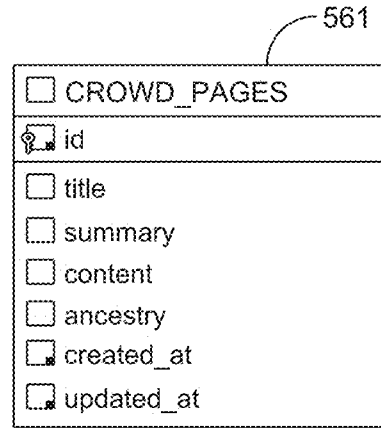 561
CROWD_PAGES
id
title
summary
content
ancestry
created_at
updated_at